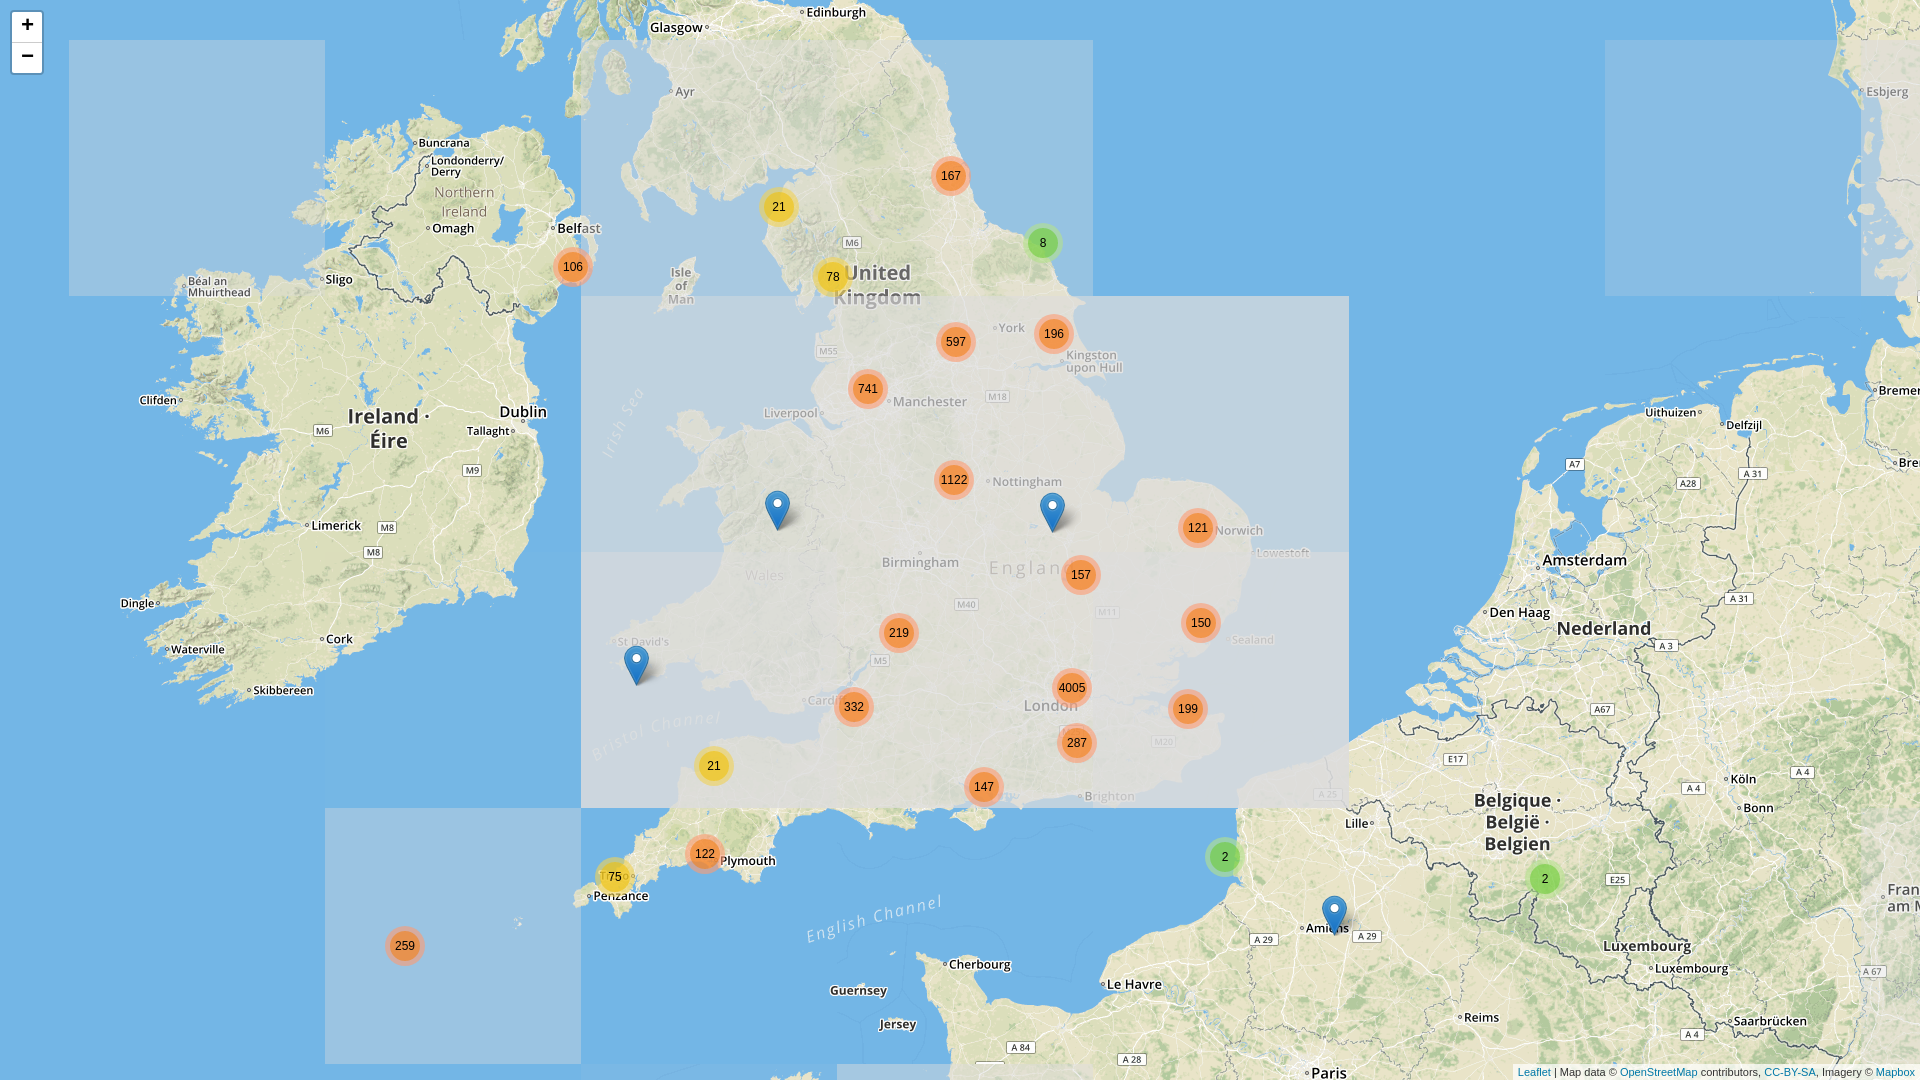 +
−
Edinburgh
Glasgow
Ayr
Esbjerg
Buncrana
Londonderry/
Derry
167
Northern
Ireland
21
Omagh
Belfast
M6
8
106
78
United
Kingdom
Isle
of
Man
Sligo
Béal an
Mhuirthead
York
196
597
M55
Kingston
upon Hull
741
Bremer
Clifden
M18
Manchester
Irish Sea
Liverpool
Dublin
Uithuizen
Ireland ·
Éire
M6
Tallaght
Delfzijl
A7
Bre
M9
A 31
1122
Nottingham
A28
Limerick
M8
121
Norwich
M8
Lowestoft
Birmingham
Amsterdam
Englan
157
Wales
A 31
Dingle
M40
M11
Den Haag
150
219
Nederland
Cork
St David's
Sealand
A 3
Waterville
M5
4005
Skibbereen
Cardi
332
London
199
A67
Bristol Channel
287
M20
E17
21
A 4
Köln
147
A 4
Brighton
A 25
Belgique ·
België ·
Belgien
Bonn
Lille
122
Plymouth
2
75
2
E25
Penzance
Fran
am M
English Channel
Amiens
A 29
A 29
259
Luxembourg
Cherbourg
Luxembourg
A 67
Le Havre
Guernsey
Reims
Saarbrücken
Jersey
A 4
A 84
A 28
Paris
Leaflet | Map data © OpenStreetMap contributors, CC-BY-SA, Imagery © Mapbox